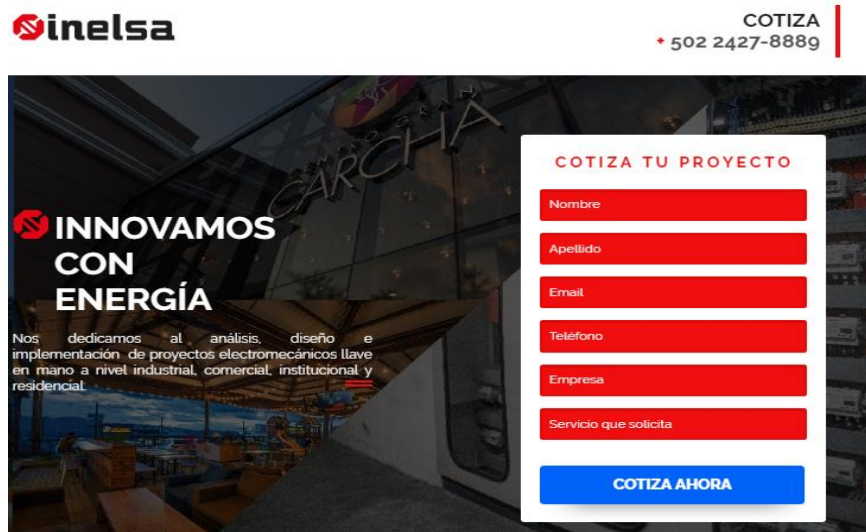 inelsa
COTIZA
+ 502 2427-8889
GRAN
CARCHÁ
INNOVAMOS
CON
ENERGÍA
Nos dedicamos al análisis, diseño e
implementación de proyectos electromecánicos llave
en mano a nivel industrial, comercial, institucional y
residencial.
COTIZA TU PROYECTO
Nombre
Apellido
Email
Teléfono
Empresa
Servicio que solicita
COTIZA AHORA